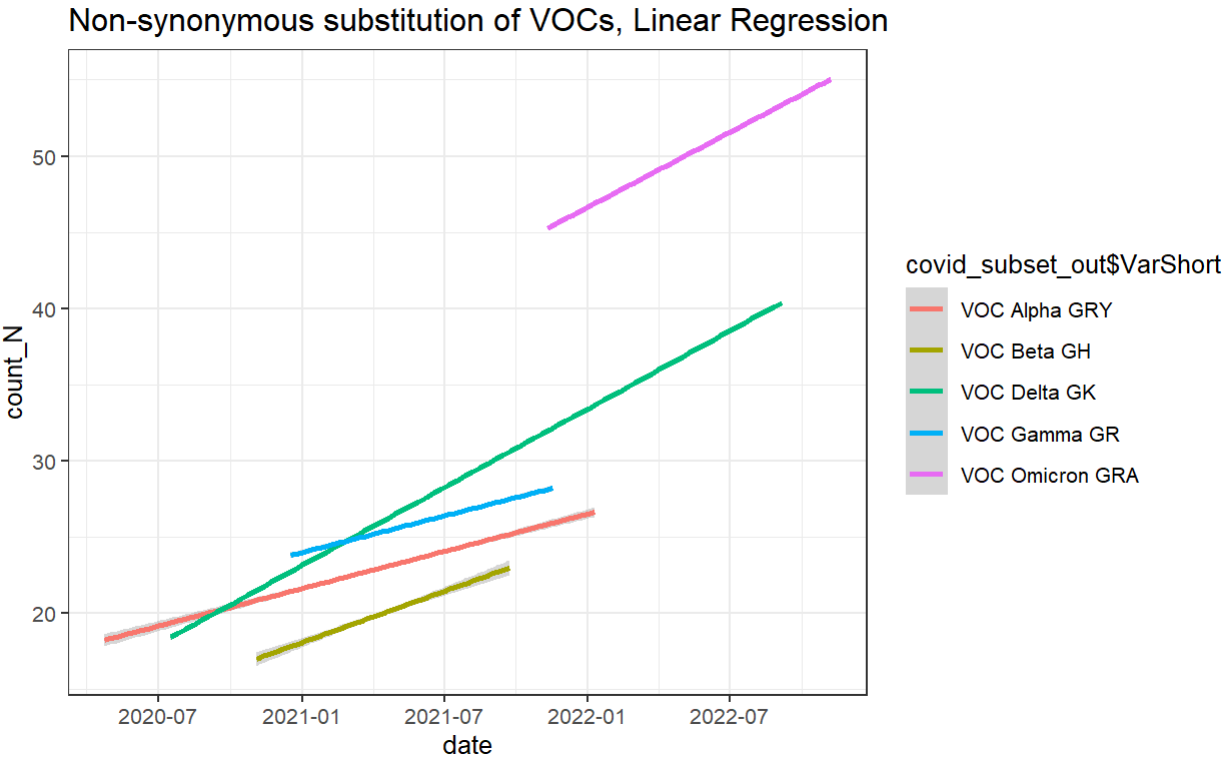 Non-synonymous substitution of VOCs, Linear Regression
count_N
50
40
30
20
2020-07
2021-01
2021-07
2022-01
2022-07
date
covid_subset_out$VarShort
VOC Alpha GRY
VOC Beta GH
VOC Delta GK
VOC Gamma GR
VOC Omicron GRA